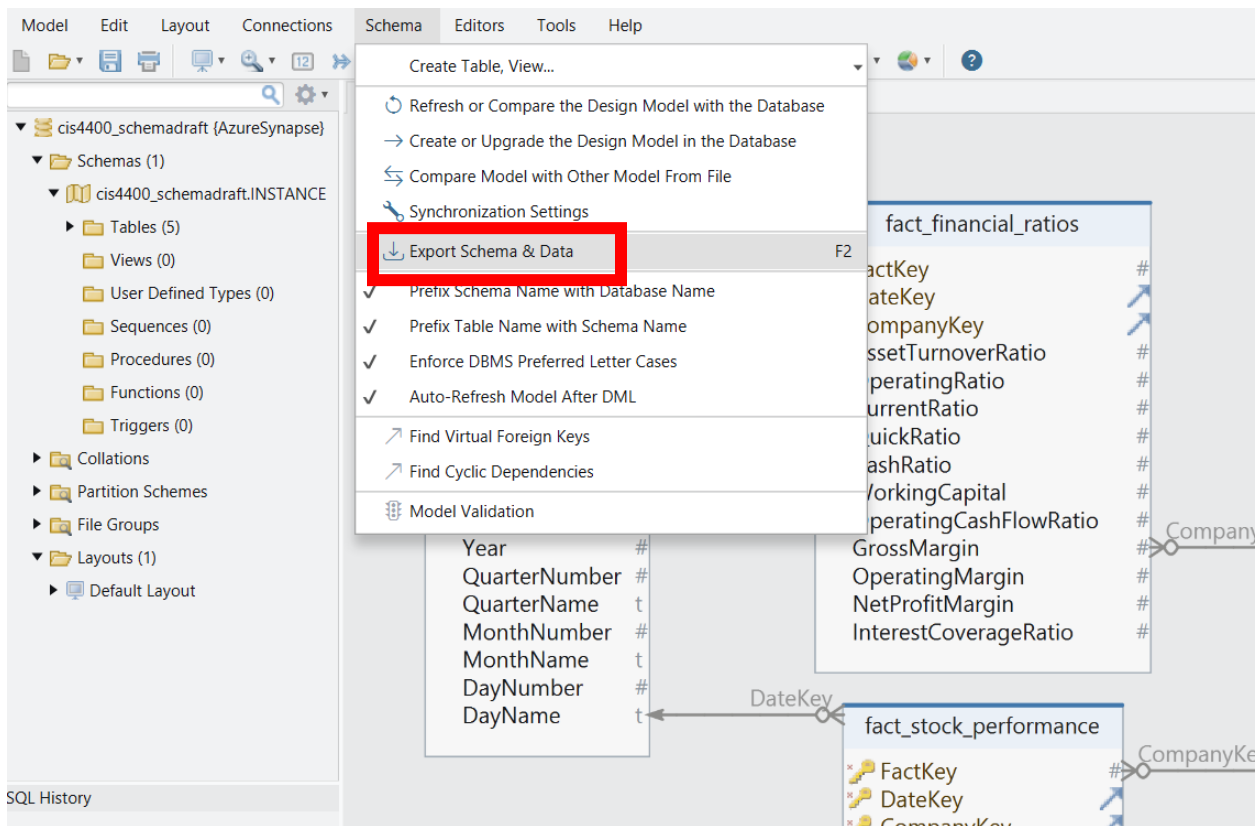 Model Edit Layout Connections Schema Editors Tools Help
12
?
Create Table, View...
Refresh or Compare the Design Model with the Database
Create or Upgrade the Design Model in the Database
Compare Model with Other Model From File
Synchronization Settings
Export Schema & Data F2
Prefix Schema Name with Database Name
Prefix Table Name with Schema Name
Enforce DBMS Preferred Letter Cases
Auto-Refresh Model After DML
Find Virtual Foreign Keys
Find Cyclic Dependencies
Model Validation
cis4400_schemadraft {AzureSynapse}
Schemas (1)
cis4400_schemadraft.INSTANCE
Tables (5)
Views (0)
User Defined Types (0)
Sequences (0)
Procedures (0)
Functions (0)
Triggers (0)
Collations
Partition Schemes
File Groups
Layouts (1)
Default Layout
SQL History
Year #
QuarterNumber #
QuarterName t
MonthNumber #
MonthName t
DayNumber #
DayName t
DateKey
fact_financial_ratios
actKey #
ateKey
ompanyKey
ssetTurnoverRatio #
peratingRatio #
urrentRatio #
uickRatio #
ashRatio #
orkingCapital #
peratingCashFlowRatio #
GrossMargin #
OperatingMargin #
NetProfitMargin #
InterestCoverageRatio #
Company
fact_stock_performance
FactKey #
DateKey
CompanyKey
CompanyKe